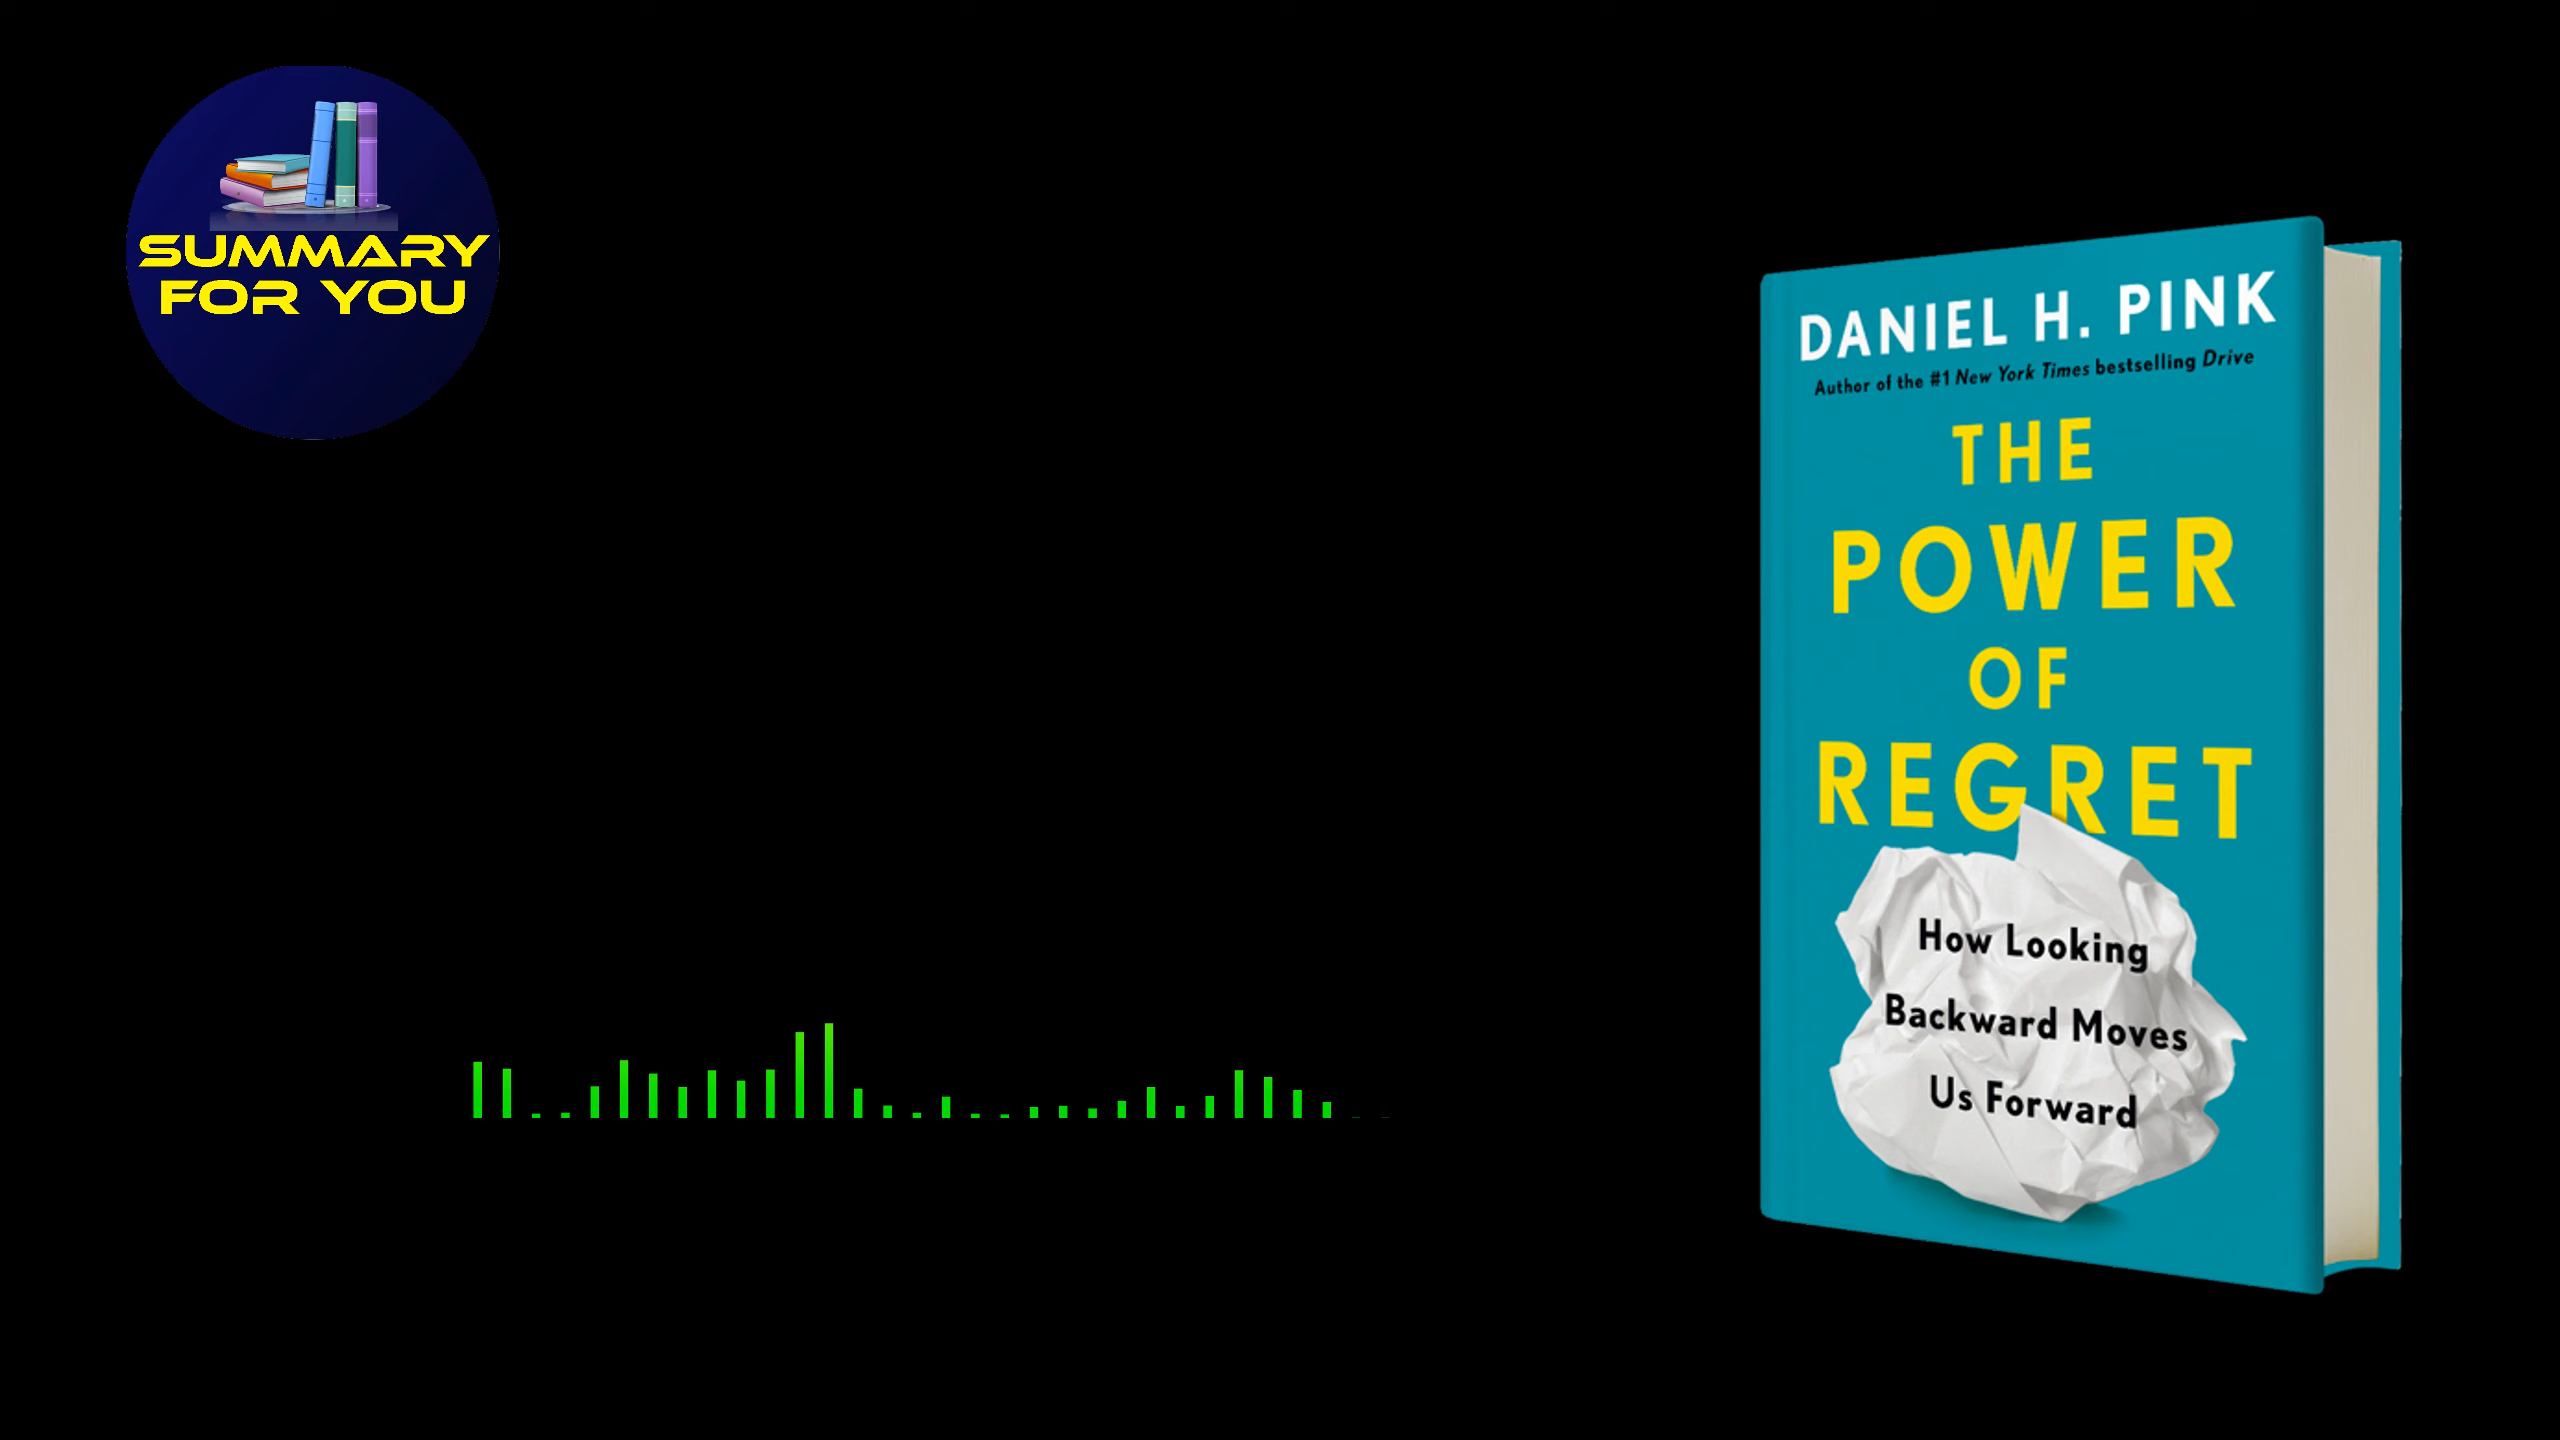 SUMMARY
FOR YOU
DANIEL H. PINK
Author of the #1 New York Times bestselling Drive
THE
POWER
OF
REGRET
How Looking
Backward Moves
Us Forward